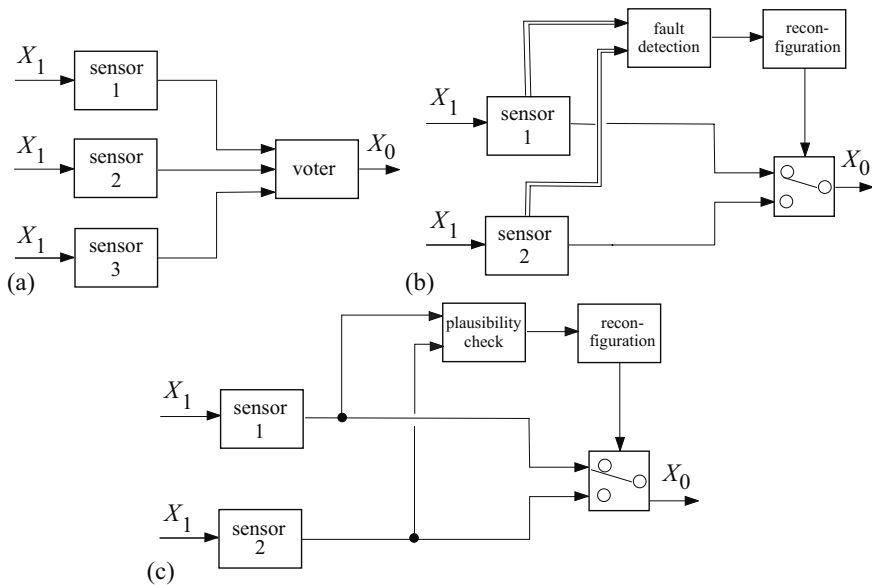 X1
sensor
1
X1
sensor
2
X1
sensor
3
voter
X0
(a)
fault
detection
recon-
figuration
X1
sensor
1
X1
sensor
2
X0
(b)
plausibility
check
recon-
figuration
X1
sensor
1
X1
sensor
2
X0
(c)